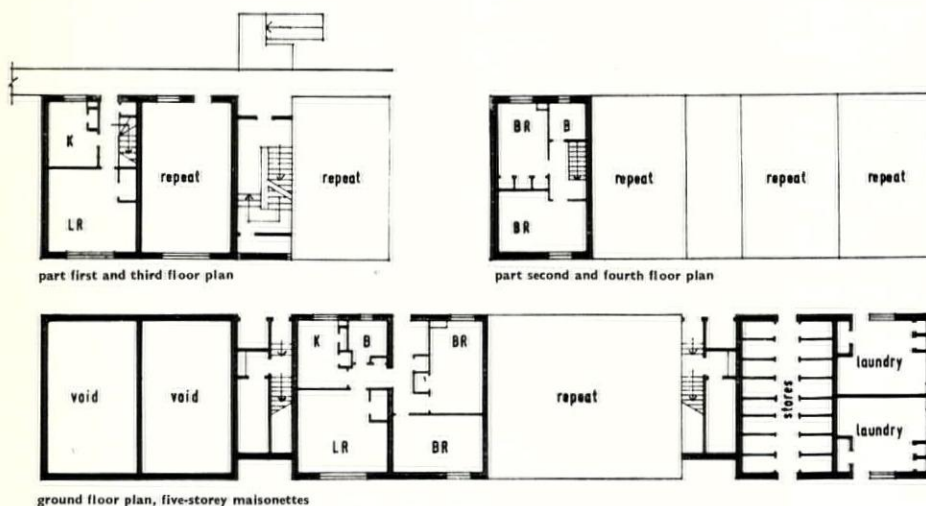 K
repeat
repeat
LR
part first and third floor plan
BR
B
repeat
repeat
repeat
BR
part second and fourth floor plan
void
void
K
B
BR
LR
BR
repeat
stores
laundry
laundry
ground floor plan, five-storey maisonettes